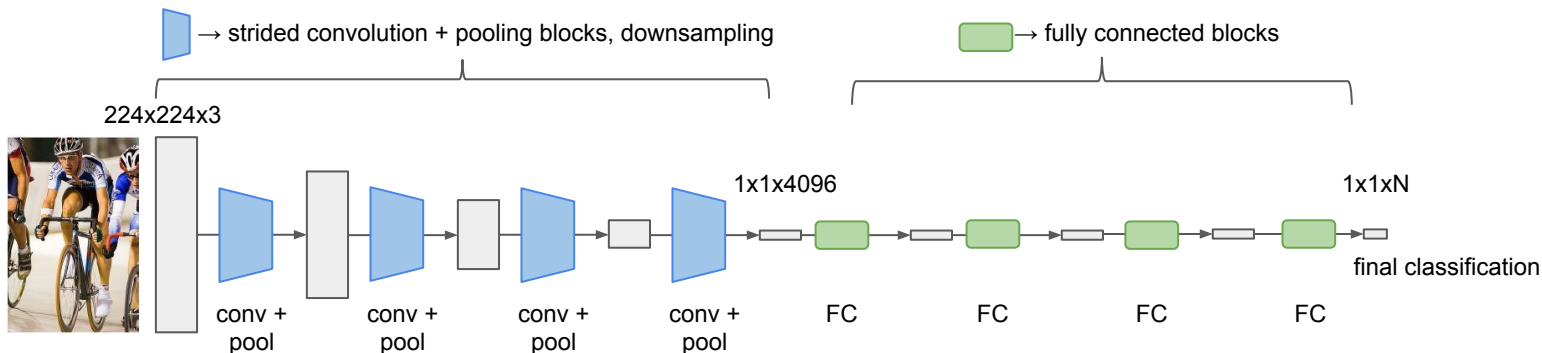 → strided convolution + pooling blocks, downsampling
→ fully connected blocks
224x224x3
1x1x4096
1x1xN
final classification
conv +
pool
conv +
pool
conv +
pool
conv +
pool
FC
FC
FC
FC